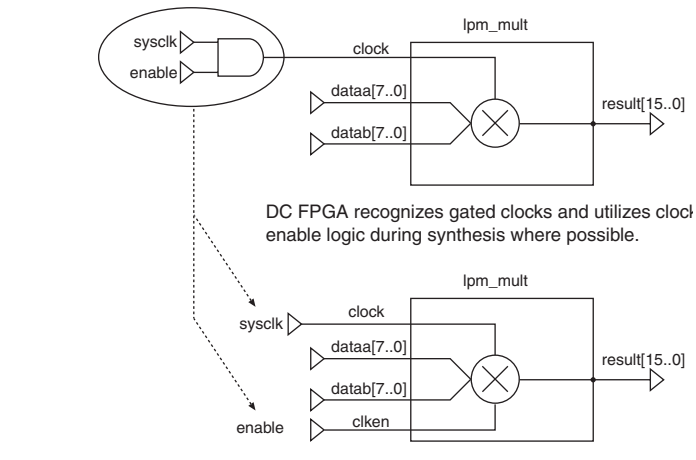 lpm_mult
sysclk
clock
enable
dataa[7..0]
result[15..0]
datab[7..0]
DC FPGA recognizes gated clocks and utilizes clock
enable logic during synthesis where possible.
lpm_mult
sysclk
clock
dataa[7..0]
result[15..0]
datab[7..0]
enable
clken